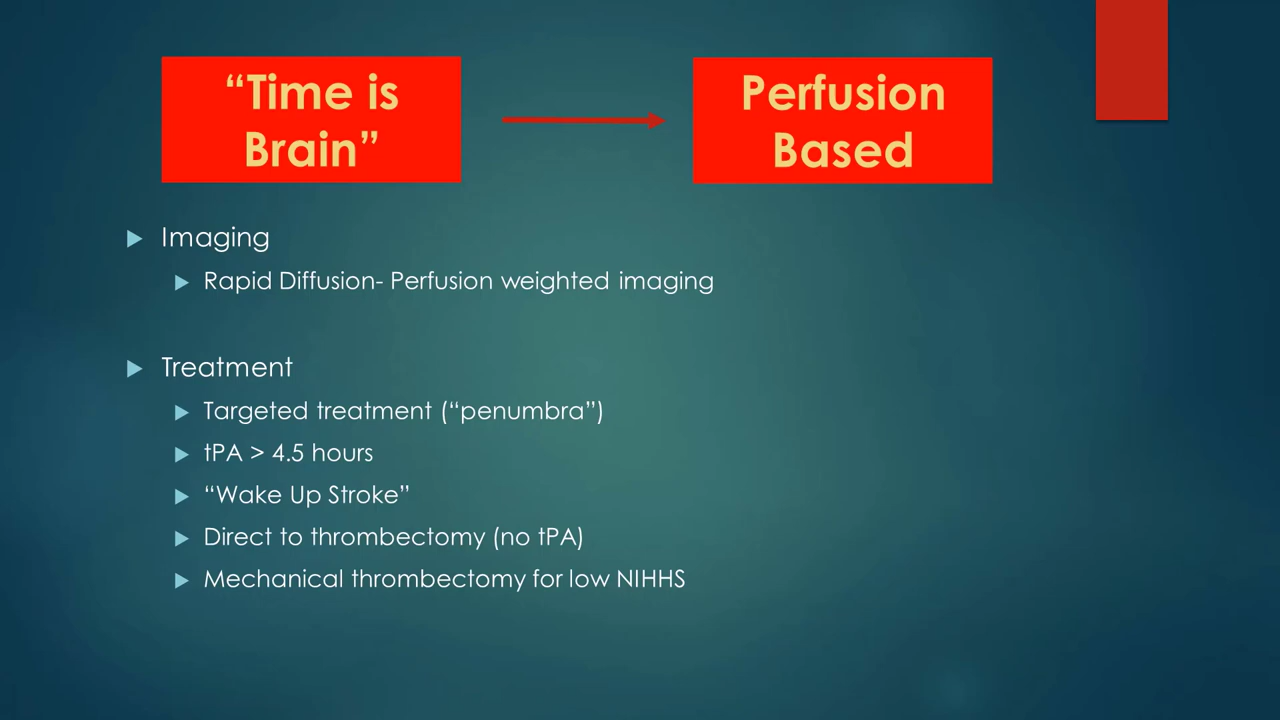 “Time is
Brain”
Perfusion
Based
Imaging
Rapid Diffusion- Perfusion weighted imaging
Treatment
Targeted treatment (“penumbra”)
tPA > 4.5 hours
“Wake Up Stroke”
Direct to thrombectomy (no tPA)
Mechanical thrombectomy for low NIHHS